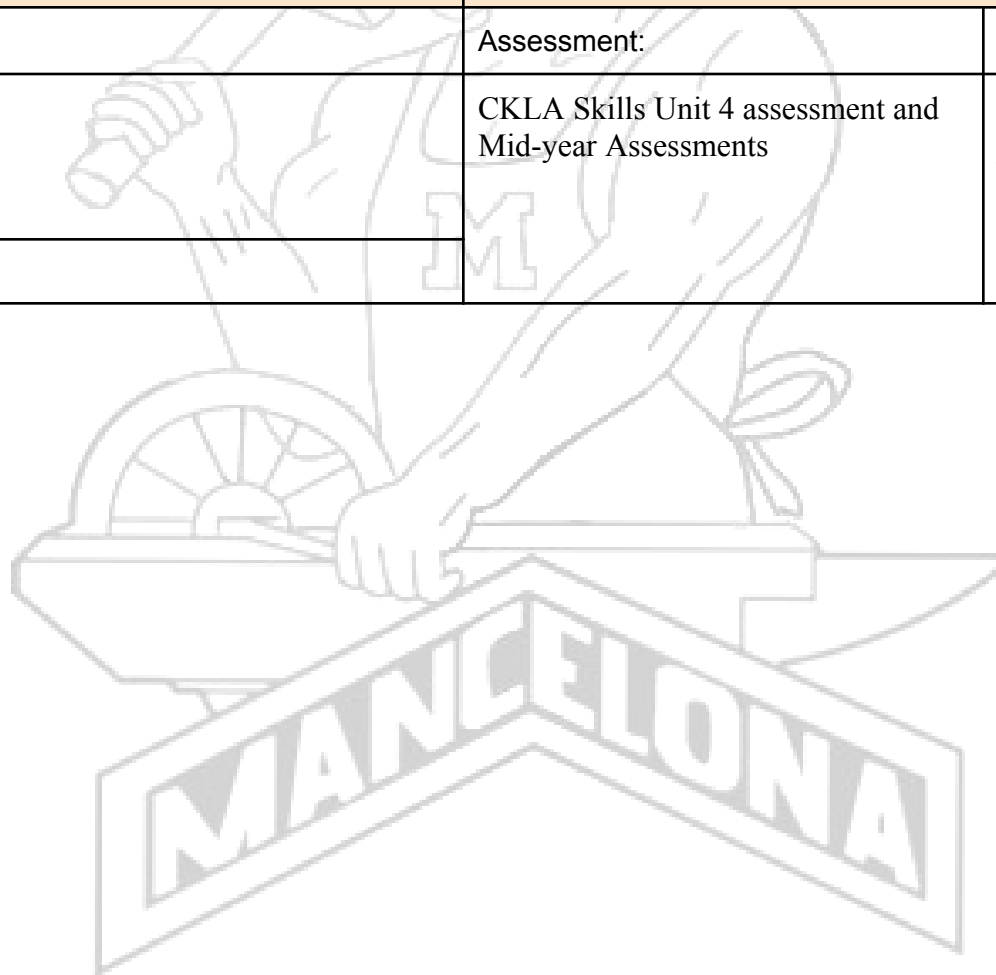 Assessment:
CKLA Skills Unit 4 assessment and
Mid-year Assessments
M
MANCELONA